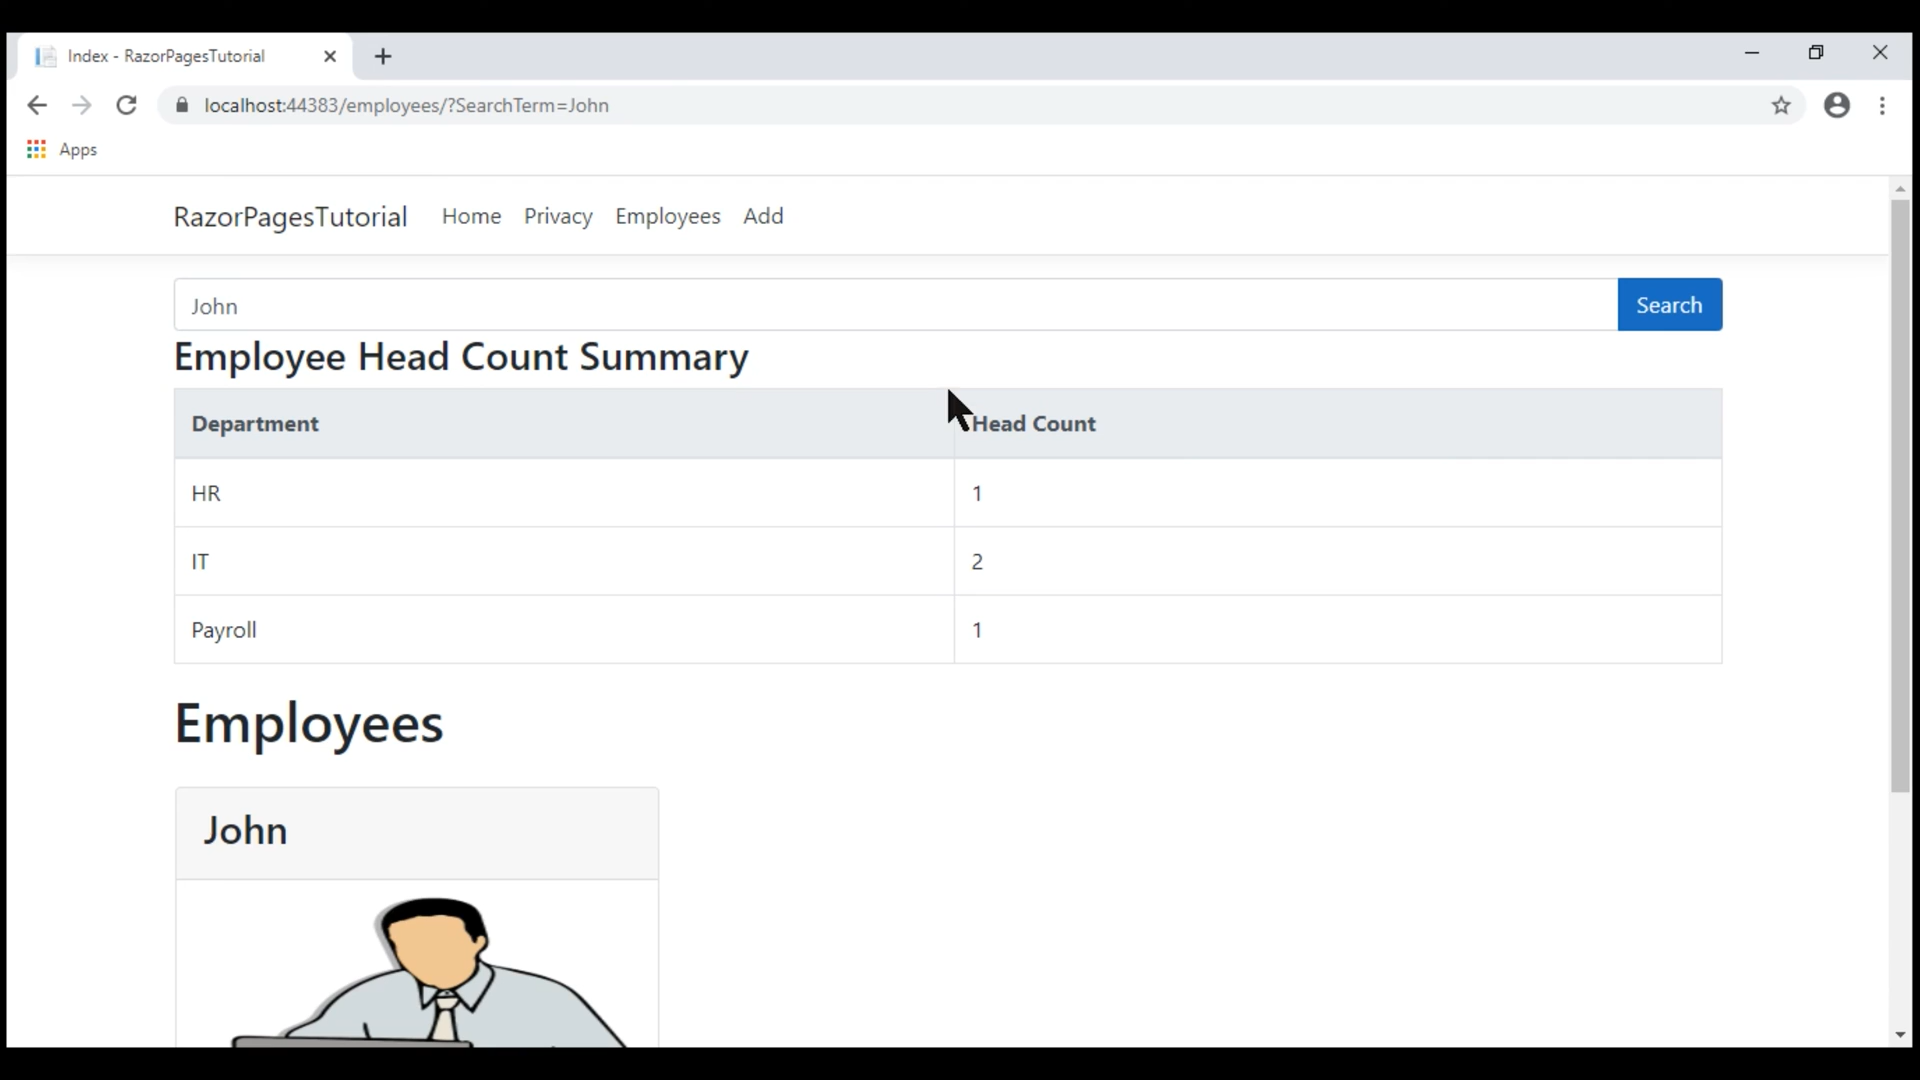 Index - RazorPagesTutorial
localhost:44383/employees/?SearchTerm=John
Apps
RazorPagesTutorial Home Privacy Employees Add
John Search
Employee Head Count Summary
Department Head Count
HR 1
IT 2
Payroll 1
Employees
John